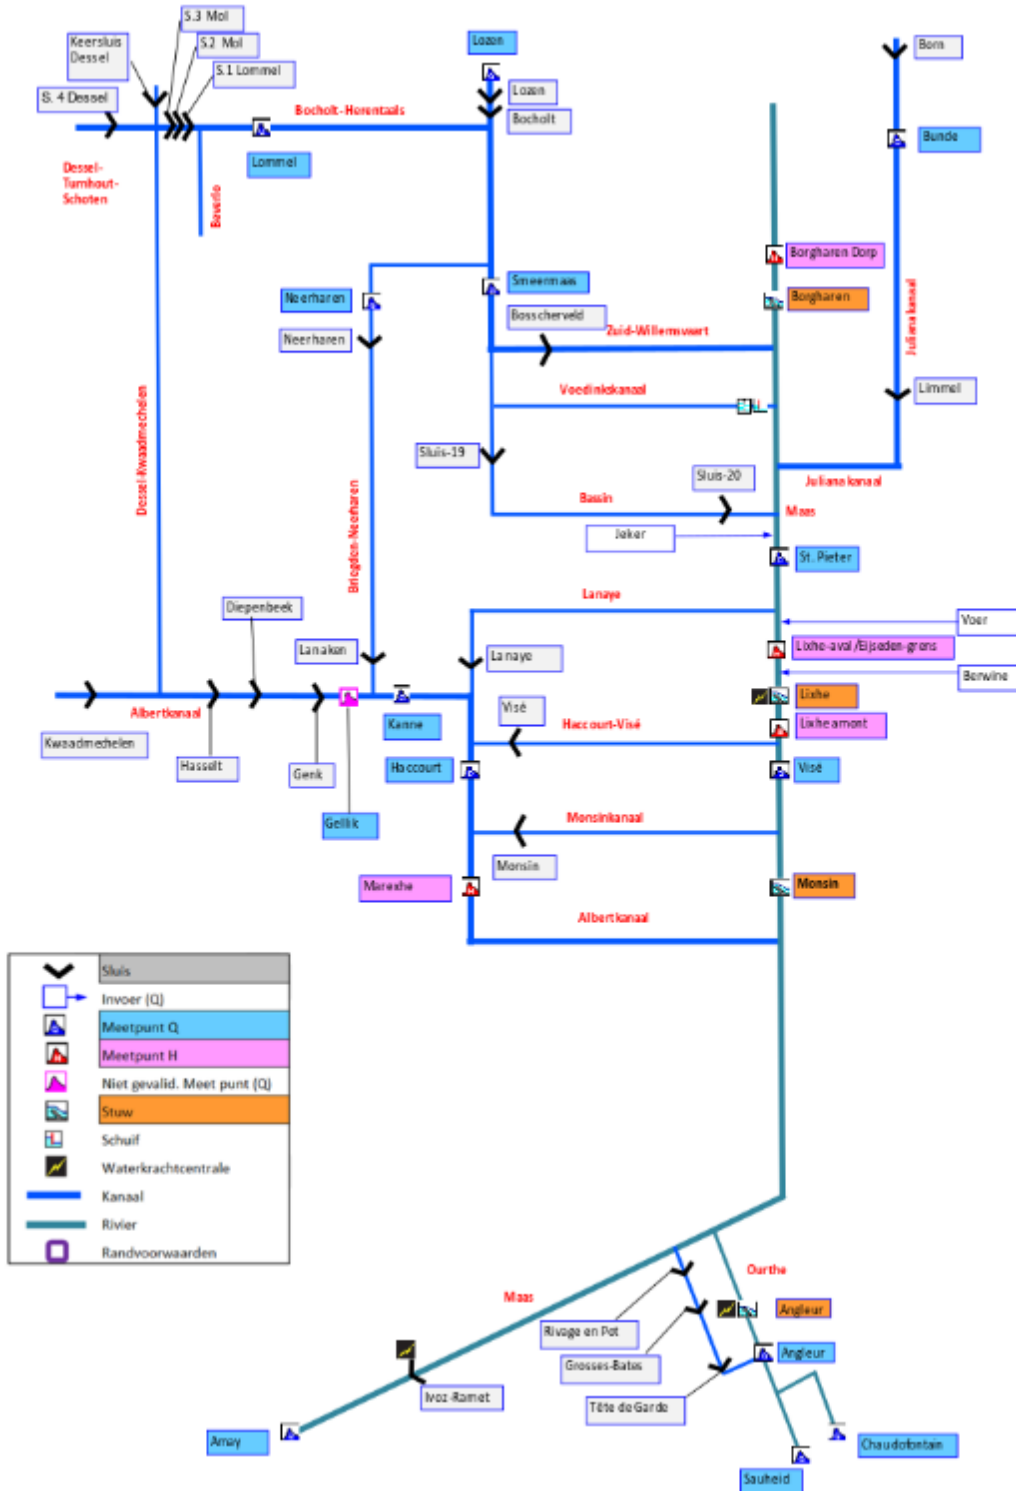 S.3 Mol
Keersluis
Dessel
S.2 Mol
S.1 Lommel
S. 4 Dessel
Lozen
Lozen
Bocholt
Born
Bocholt-Herentaals
Lommel
Bunde
Dessel-
Turnhout-
Schoten
Beverlo
Borgharen Dorp
Smeermaas
Neerharen
Borgharen
Bosscherveld
Zuid-Willemsvaart
Neerharen
Julianakanaal
Voedinkskanaal
Limmel
Dessel-Kwaadmechelen
Sluis-19
Sluis-20
Julianakanaal
Bassin
Maas
Jeker
Briegden-Neerharen
St. Pieter
Lanaye
Diepenbeek
Voer
Lanaken
Lanaye
Lixhe-aval/Eijsden-grens
Berwine
Albertkanaal
Kanne
Visé
Haccourt-Visé
Lixhe
Lixhe amont
Kwaadmechelen
Hasselt
Genk
Haccourt
Visé
Gellik
Monsinkanaal
Monsin
Marexhe
Monsin
Albertkanaal
Sluis
Invoer (Q)
Meetpunt Q
Meetpunt H
Niet gevalid. Meet punt (Q)
Stuw
Schuif
Waterkrachtcentrale
Kanaal
Rivier
Randvoorwaarden
Ourthe
Maas
Angleur
Rivage en Pot
Angleur
Grosses-Bates
Ivoz-Ramet
Tête de Garde
Amay
Chaudofontain
Sauheid